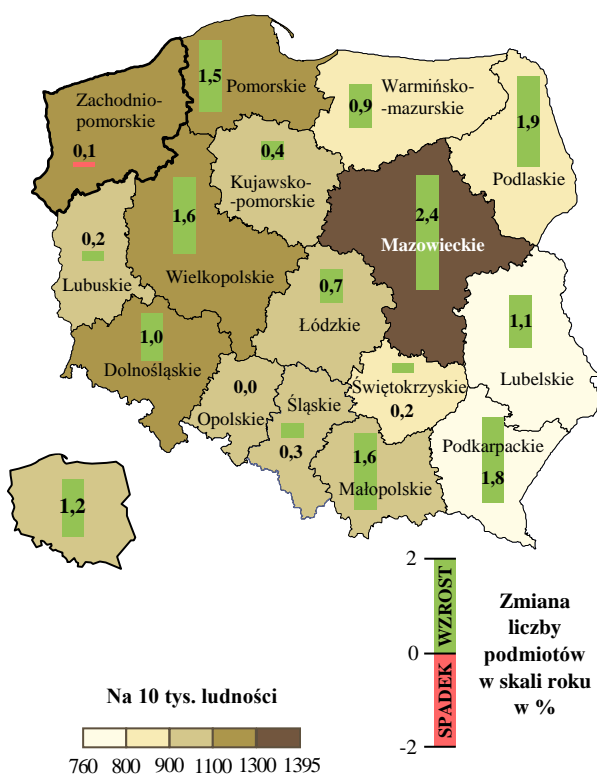 1,5
Pomorskie
Zachodnio-
pomorskie
0,1
Warmińsko-
-mazurskie
0,9
1,9
Podlaskie
0,4
Kujawsko-
-pomorskie
1,6
Wielkopolskie
2,4
Mazowieckie
0,2
Lubuskie
0,7
Łódzkie
1,1
Lubelskie
1,0
Dolnośląskie
0,0
Opolskie
Śląskie
0,3
Świętokrzyskie
0,2
Podkarpackie
1,8
1,6
Małopolskie
1,2
2
0
-2
WZROST
SPADEK
Zmiana
liczby
podmiotów
w skali roku
w %
Na 10 tys. ludności
760 800 900 1100 1300 1395